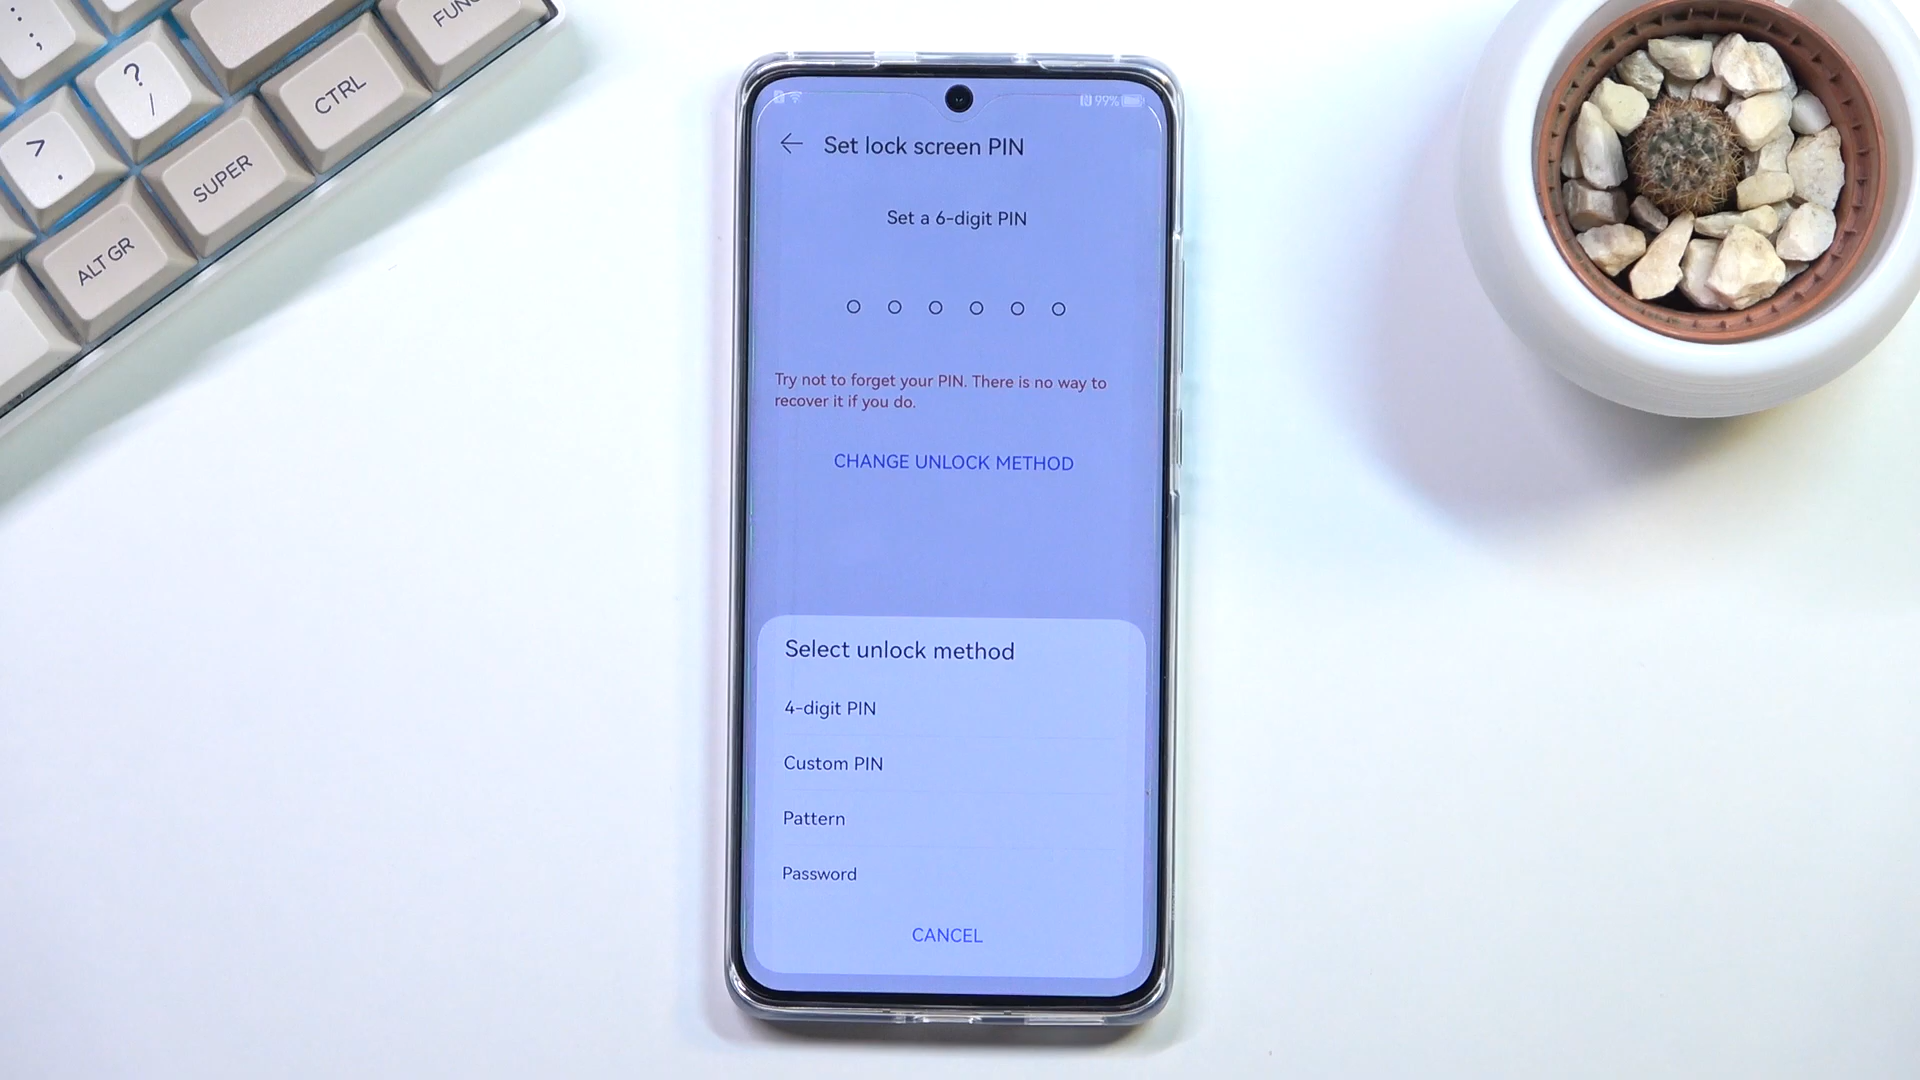 ;
?
/
>
.
FUNC
CTRL
SUPER
ALT GR
99%
Set lock screen PIN
Set a 6-digit PIN
Try not to forget your PIN. There is no way to
recover it if you do.
CHANGE UNLOCK METHOD
Select unlock method
4-digit PIN
Custom PIN
Pattern
Password
CANCEL